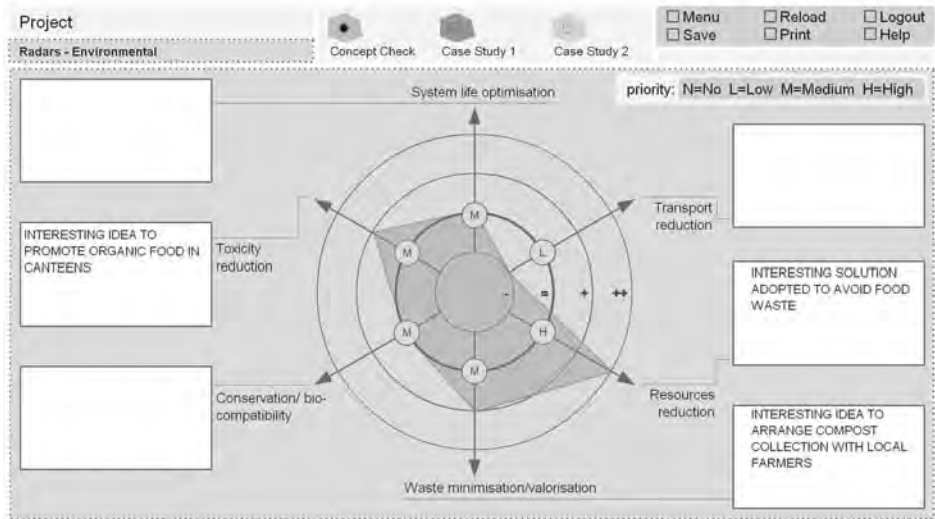 Project
Radars - Environmental
Concept Check
Case Study 1
Case Study 2
Menu
Reload
Logout
Save
Print
Help
priority: N=No L=Low M=Medium H=High
System life optimisation
Transport
reduction
INTERESTING IDEA TO
PROMOTE ORGANIC FOOD IN
CANTEENS
Toxicity
reduction
M
M
L
- = + ++
INTERESTING SOLUTION
ADOPTED TO AVOID FOOD
WASTE
M
H
M
Conservation/ bio-
compatibility
Resources
reduction
INTERESTING IDEA TO
ARRANGE COMPOST
COLLECTION WITH LOCAL
FARMERS
Waste minimisation/valorisation